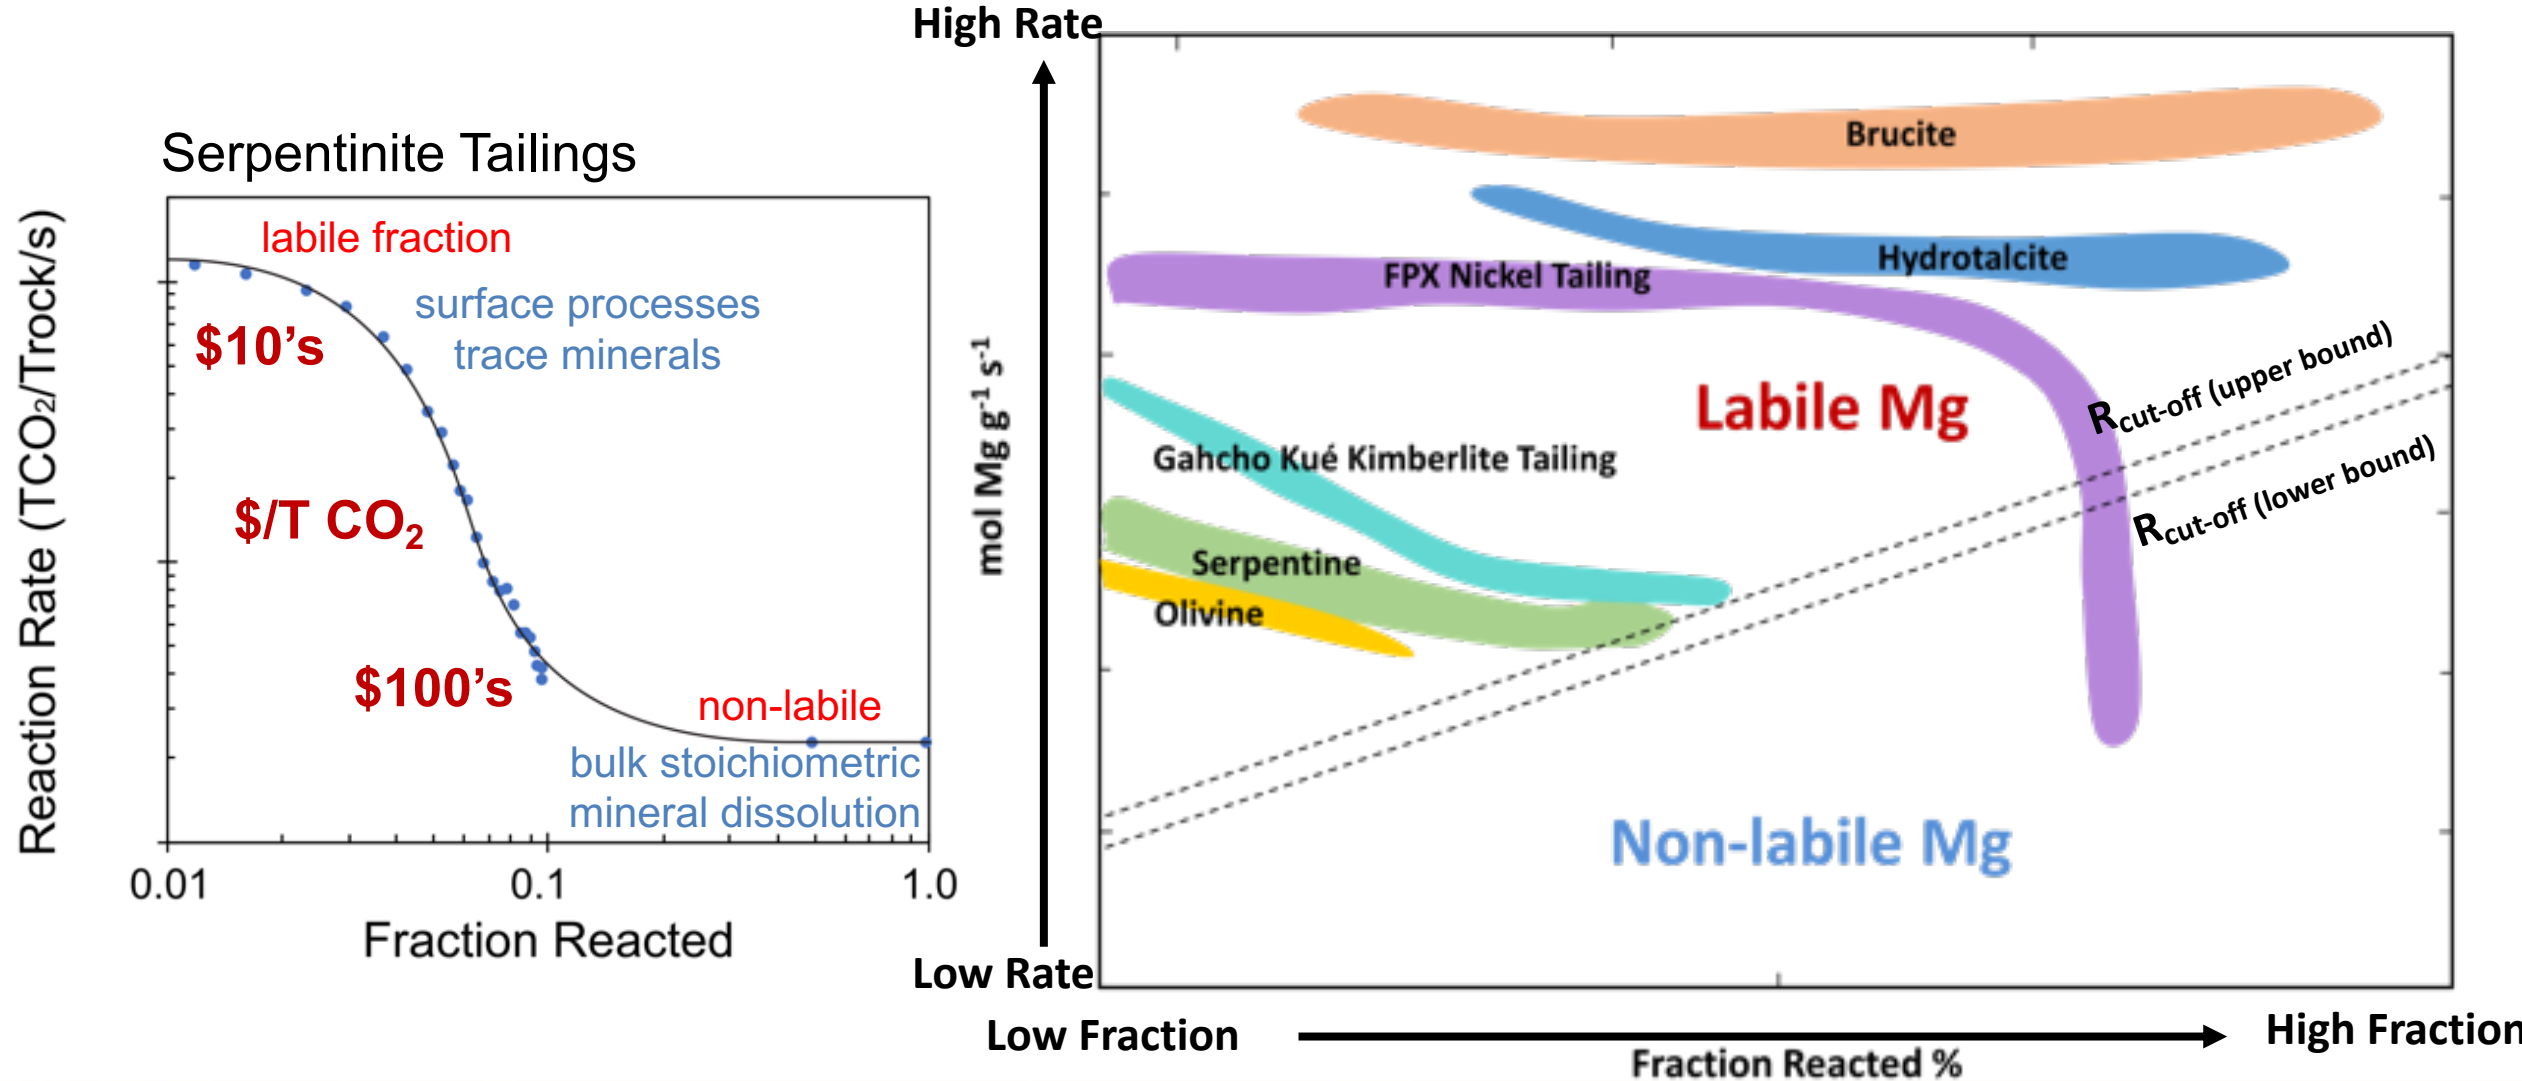 Serpentinite Tailings
Reaction Rate (TCO₂/Trock/s)
labile fraction
surface processes
trace minerals
$10’s
$/T CO₂
$100’s
non-labile
bulk stoichiometric
mineral dissolution
0.01
0.1
1.0
Fraction Reacted
High Rate
mol Mg g⁻¹ s⁻¹
Low Rate
Brucite
Hydrotalcite
FPX Nickel Tailing
Rcut-off (upper bound)
Labile Mg
Gahcho Kué Kimberlite Tailing
Rcut-off (lower bound)
Serpentine
Olivine
Non-labile Mg
Low Fraction
High Fraction
Fraction Reacted %